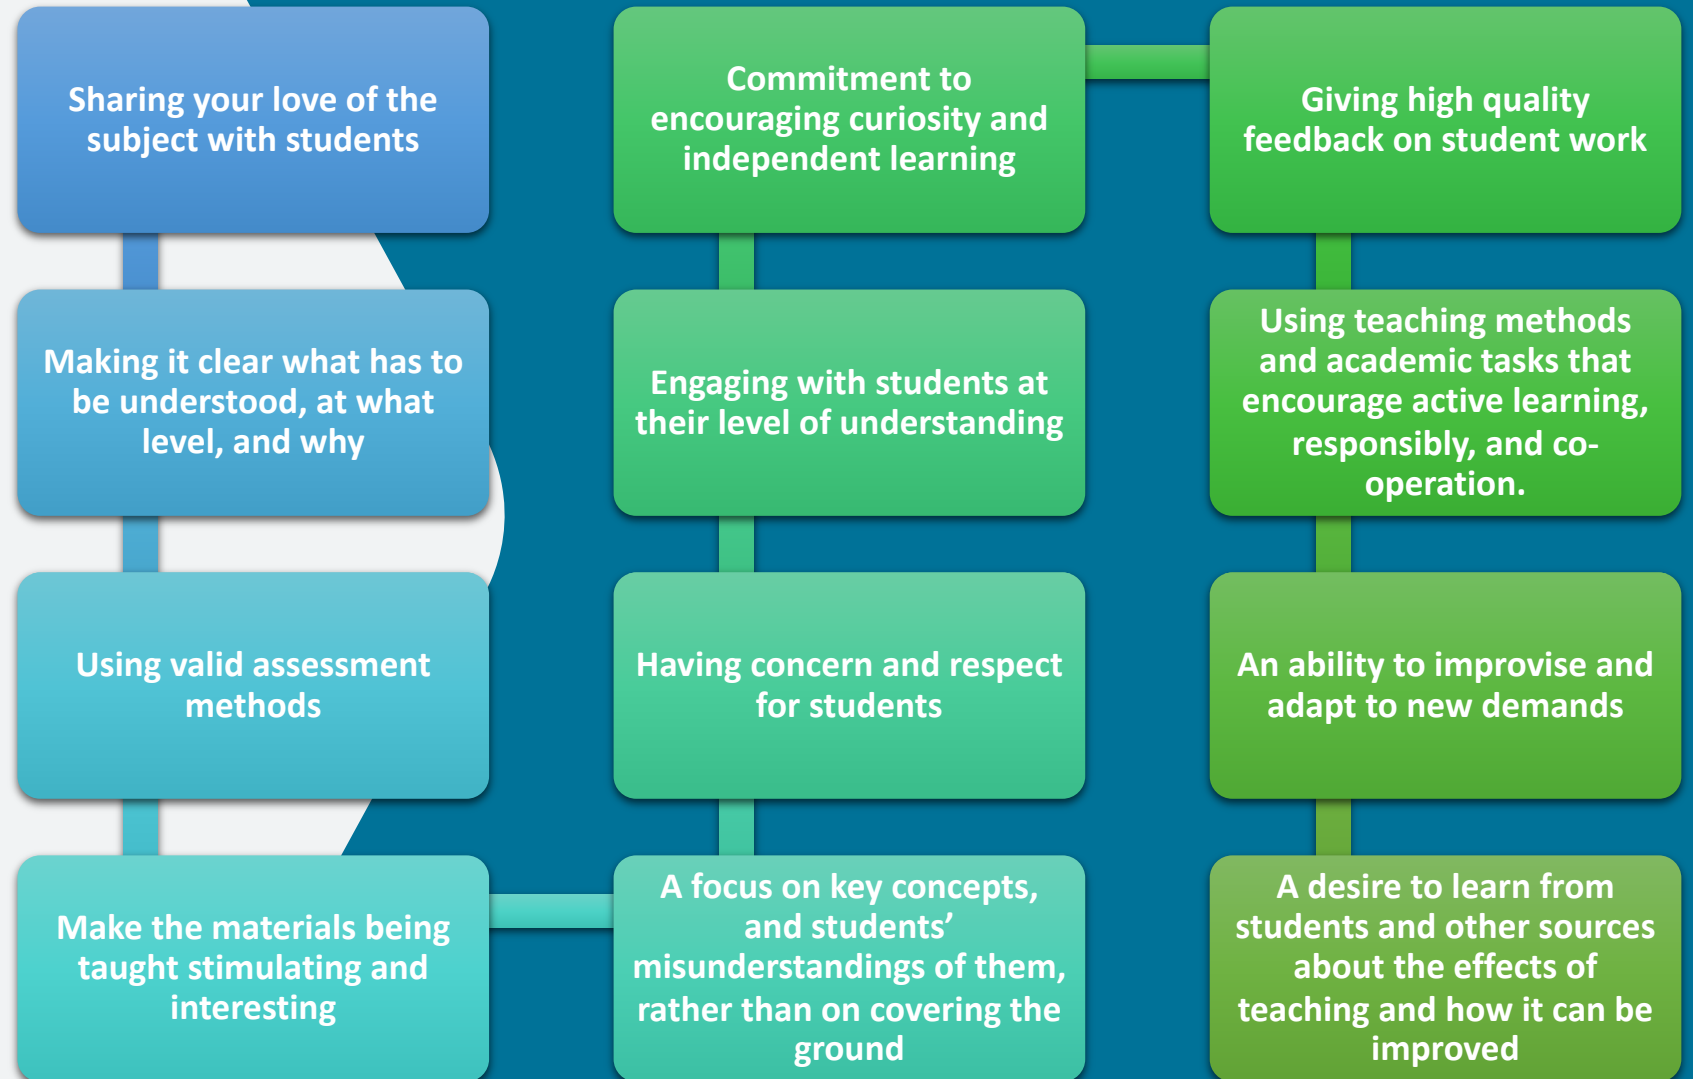 Sharing your love of the
subject with students
Making it clear what has to
be understood, at what
level, and why
Using valid assessment
methods
Make the materials being
taught stimulating and
interesting
A focus on key concepts,
and students’
misunderstandings of them,
rather than on covering the
ground
Having concern and respect
for students
Engaging with students at
their level of understanding
Commitment to
encouraging curiosity and
independent learning
Giving high quality
feedback on student work
Using teaching methods
and academic tasks that
encourage active learning,
responsibly, and co-
operation.
An ability to improvise and
adapt to new demands
A desire to learn from
students and other sources
about the effects of
teaching and how it can be
improved